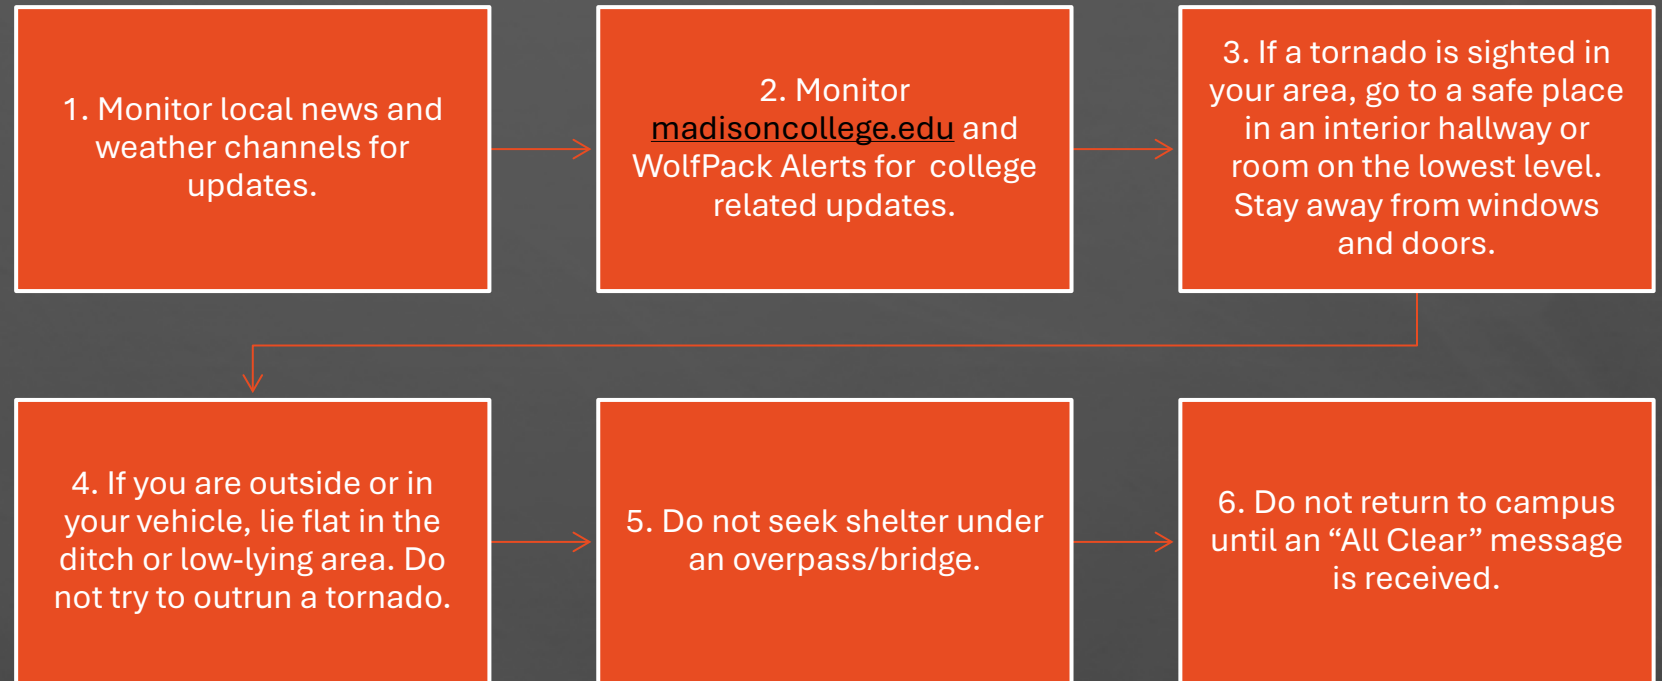 1. Monitor local news and
weather channels for
updates.
2. Monitor
madisoncollege.edu and
WolfPack Alerts for  college
related updates.
3. If a tornado is sighted in
your area, go to a safe place
in an interior hallway or
room on the lowest level.
Stay away from windows
and doors.
4. If you are outside or in
your vehicle, lie flat in the
ditch or low-lying area. Do
not try to outrun a tornado.
5. Do not seek shelter under
an overpass/bridge.
6. Do not return to campus
until an “All Clear” message
is received.